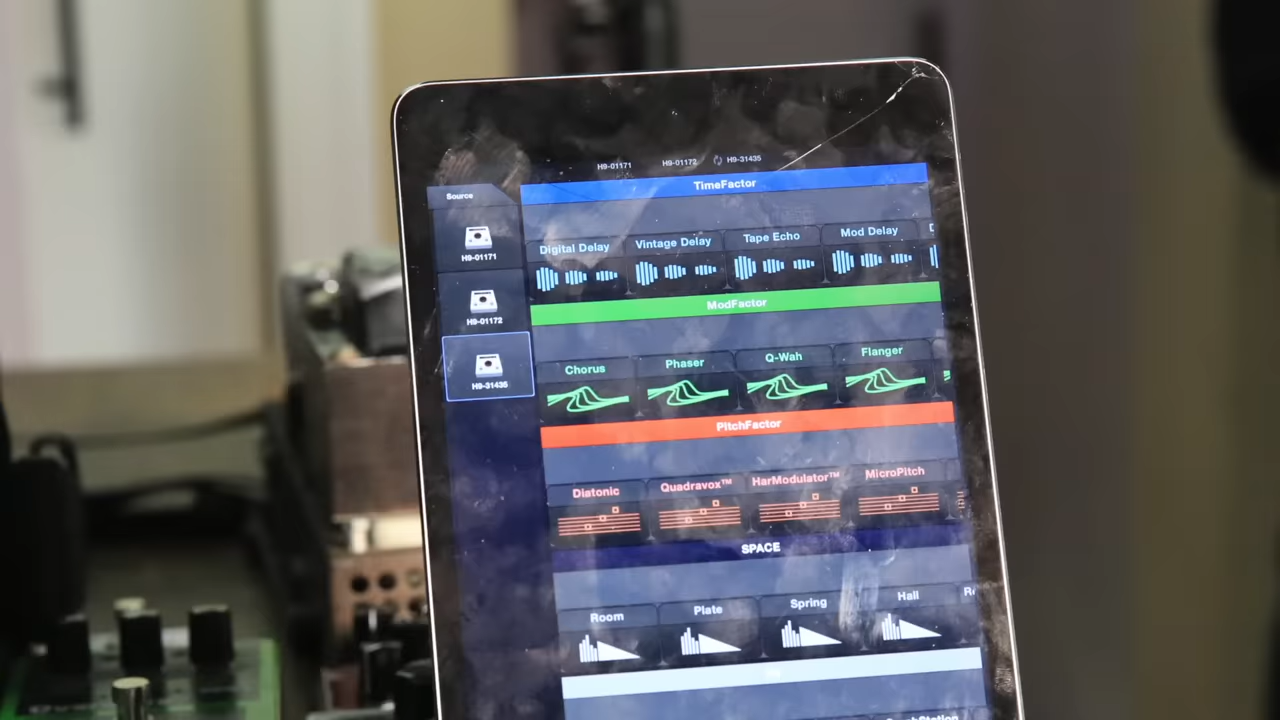 H9-01171 H9-01172 H9-31435
Source
TimeFactor
H9-01171
Digital Delay Vintage Delay Tape Echo Mod Delay D
H9-01172
ModFactor
H9-31435
Chorus Phaser Q-Wah Flanger
PitchFactor
Diatonic Quadravox™ HarModulator™ MicroPitch
SPACE
Room Plate Spring Hall